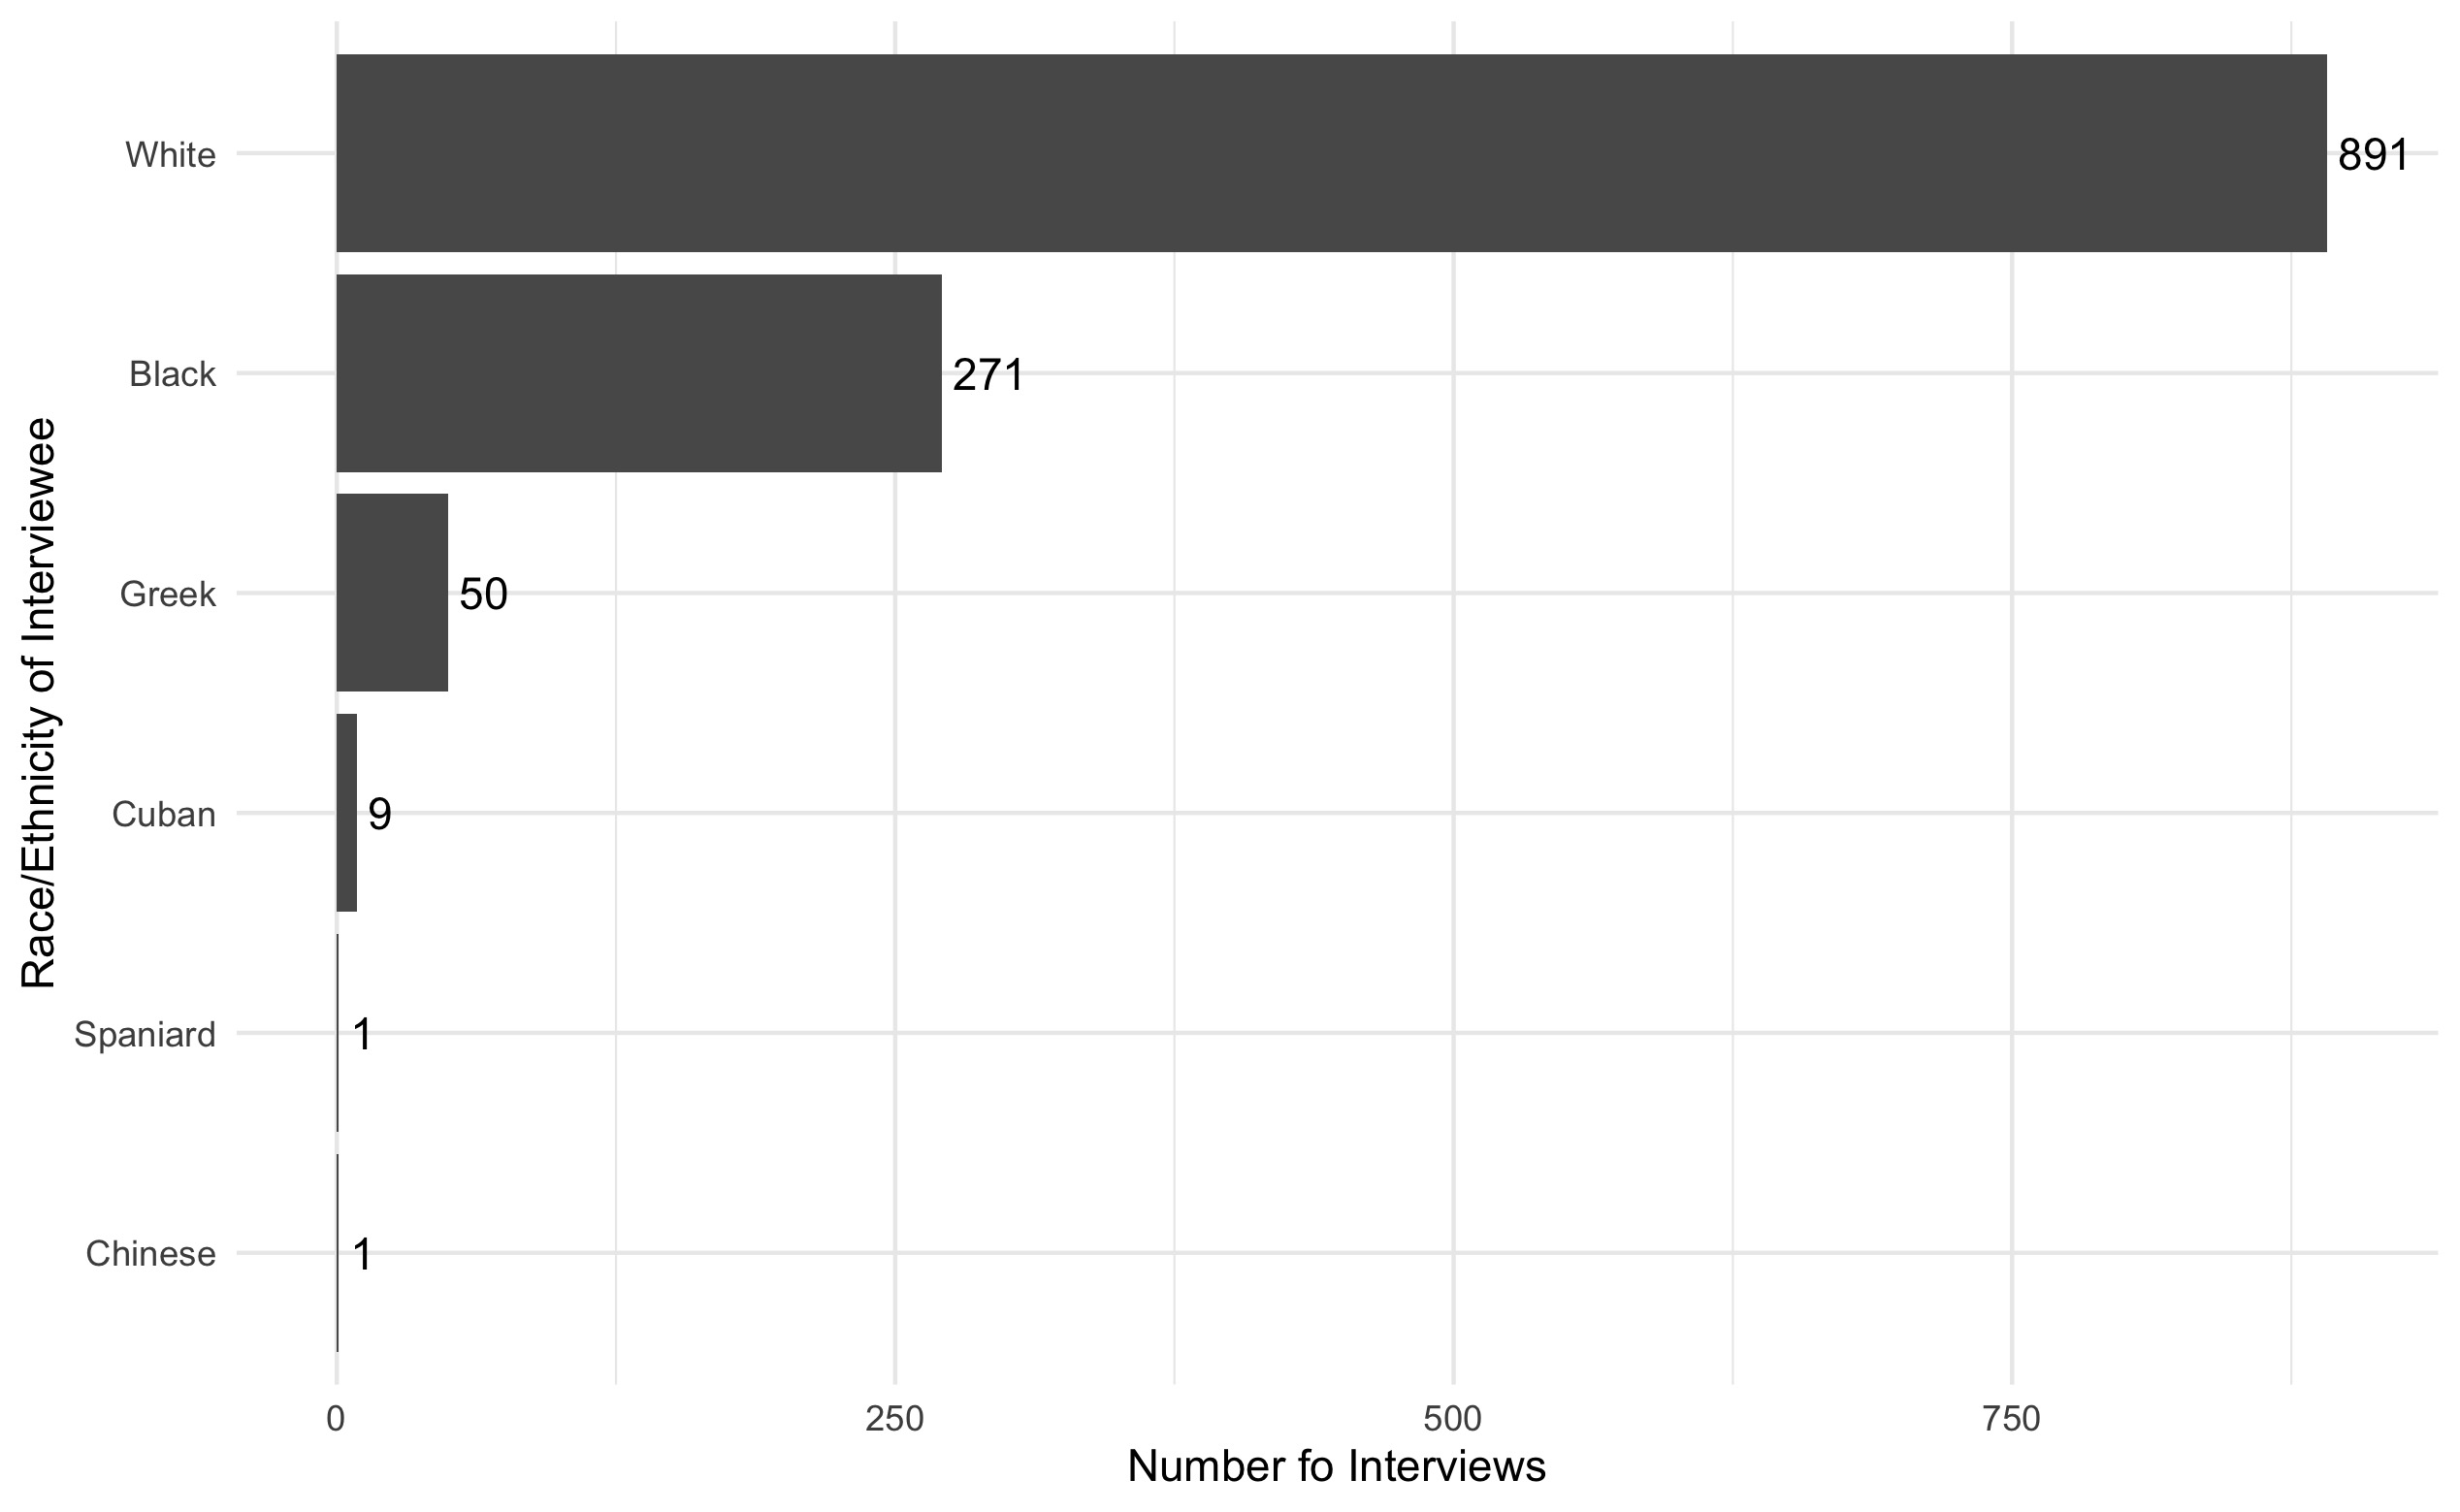 White
891
Black
271
Greek
50
Cuban
9
Spaniard
1
Chinese
1
Race/Ethnicity of Interviewee
0
250
500
750
Number fo Interviews